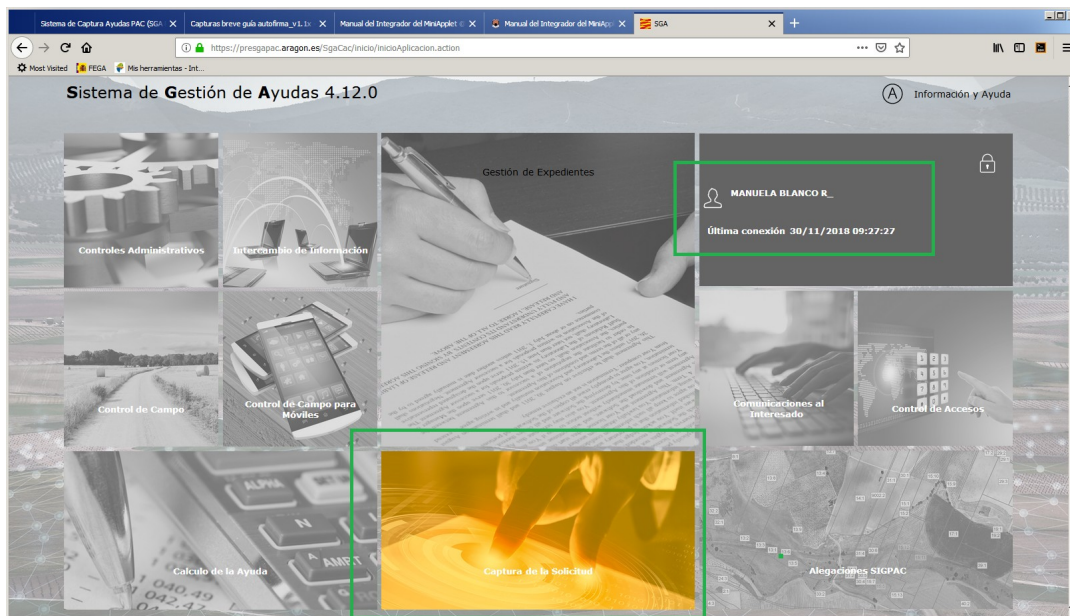 Sistema de Captura Ayudas PAC (SGA
Capturas breve guía autofirma_v1.1x
Manual del Integrador del MiniApplet
Manual del Integrador del MiniAppl
SGA
https://presgapac.aragon.es/SgaCac/inicio/inicioAplicacion.action
Most Visited
FEGA
Mis herramientas - Int...
Sistema de Gestión de Ayudas 4.12.0
A
Información y Ayuda
Gestión de Expedientes
MANUELA BLANCO R_
Última conexión 30/11/2018 09:27:27
Controles Administrativos
Intercambio de Información
Control de Campo
Control de Campo para
Móviles
Comunicaciones al
Interesado
Control de Accesos
Calculo de la Ayuda
Captura de la Solicitud
Alegaciones SIGPAC